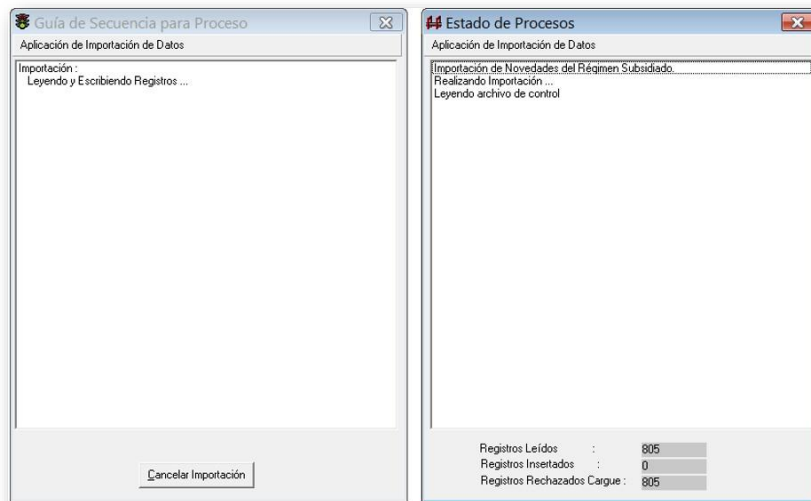 Guía de Secuencia para Proceso
Aplicación de Importación de Datos
Importación :
Leyendo y Escribiendo Registros ...
Cancelar Importación
Estado de Procesos
Aplicación de Importación de Datos
Importación de Novedades del Régimen Subsidiado.
Realizando Importación ...
Leyendo archivo de control
Registros Leídos : 805
Registros Insertados : 0
Registros Rechazados Cargue : 805